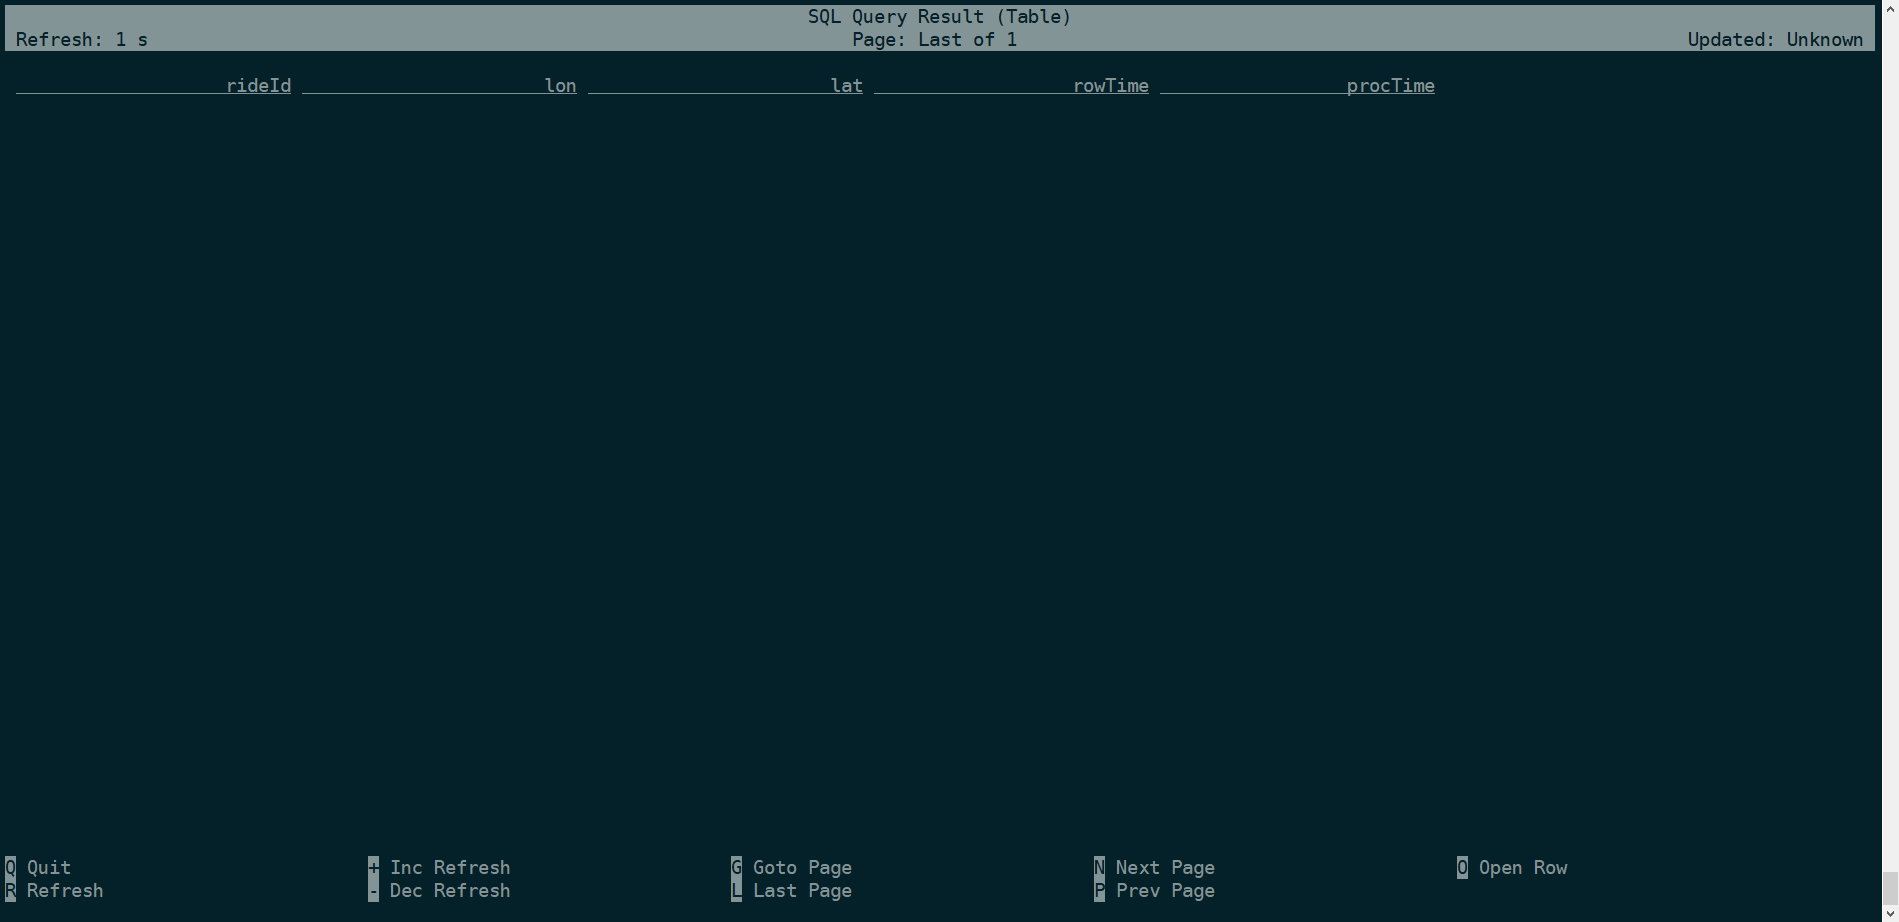 SQL Query Result (Table)
Refresh: 1 s Page: Last of 1 Updated: Unknown
rideId lon lat rowTime procTime
Q Quit + Inc Refresh G Goto Page N Next Page O Open Row
R Refresh - Dec Refresh L Last Page P Prev Page